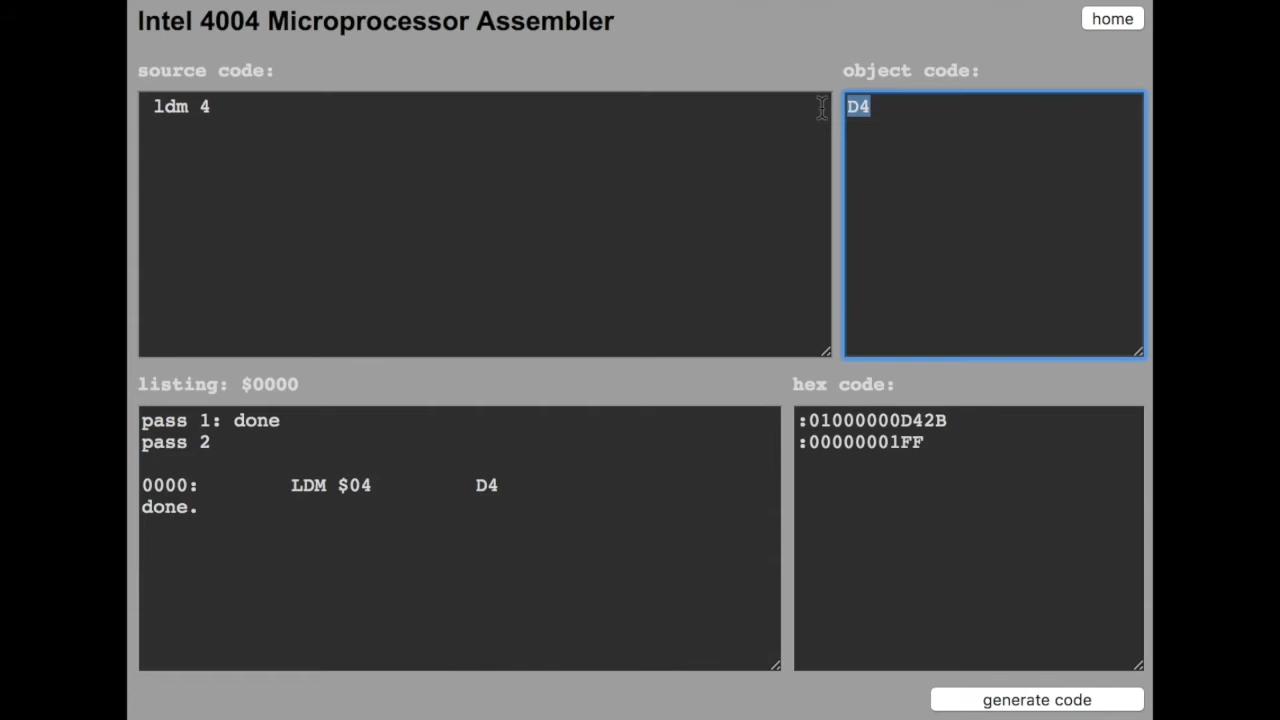 Intel 4004 Microprocessor Assembler
home
source code:
object code:
ldm 4
D4
listing: $0000
hex code:
pass 1: done
pass 2
0000: LDM $04 D4
done.
:01000000D42B
:00000001FF
generate code